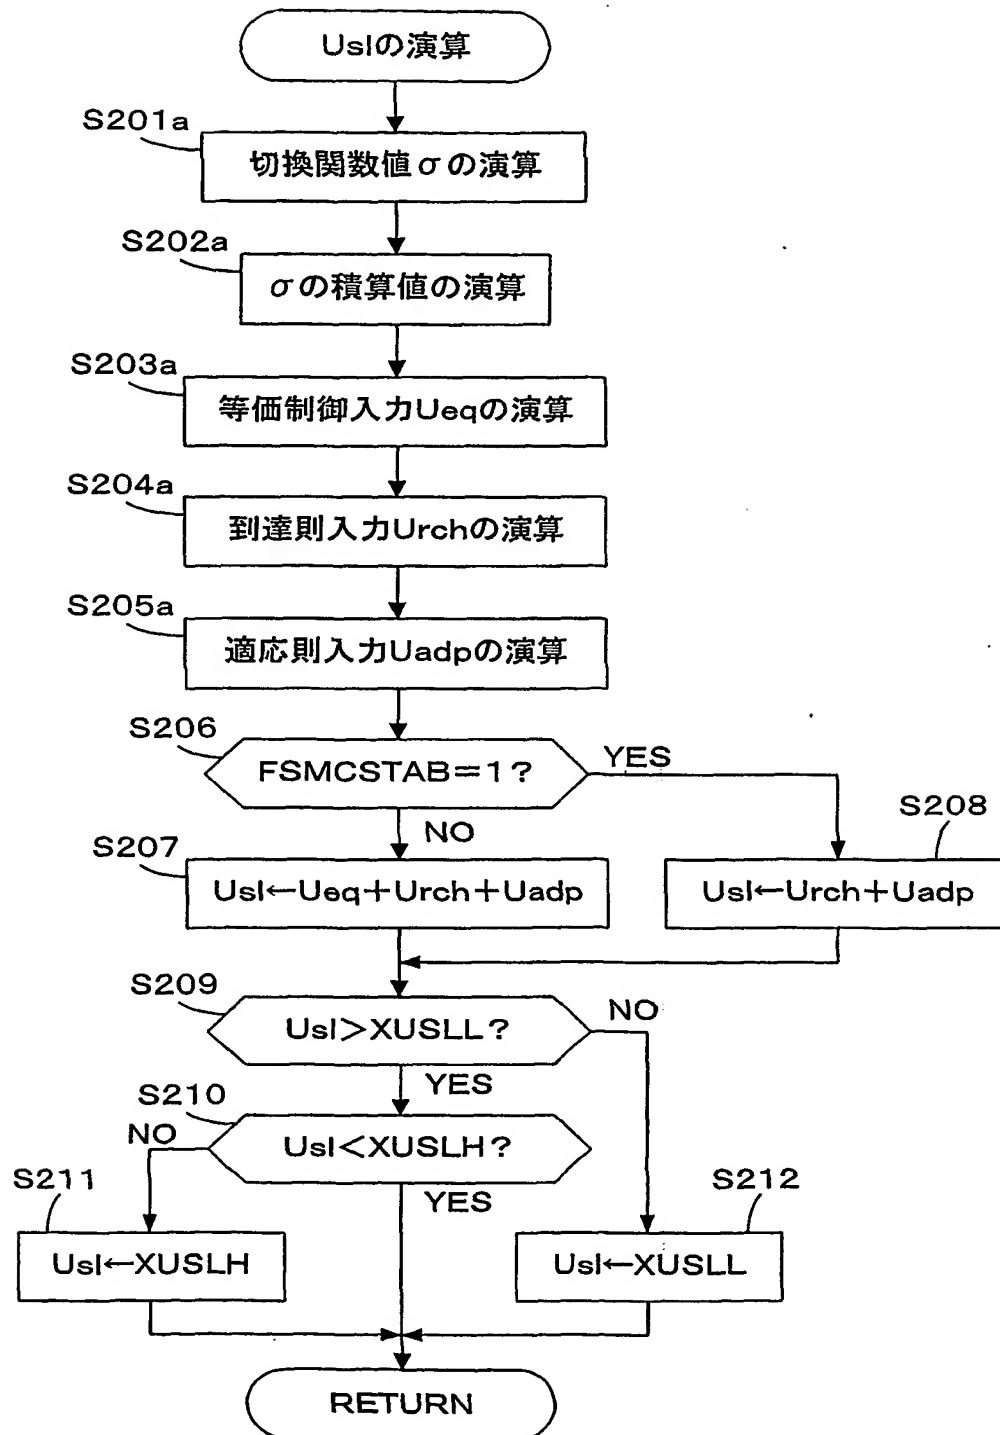 Uslの演算
S201a
切換関数値σの演算
S202a
σの積算値の演算
S203a
等価制御入力Ueqの演算
S204a
到達則入力Urchの演算
S205a
適応則入力Uadpの演算
S206
FSMCSTAB=1?
YES
NO
S207
Usl←Ueq+Urch+Uadp
S208
Usl←Urch+Uadp
S209
Usl>XUSLL?
NO
YES
S210
Usl<XUSLH?
NO
YES
S211
Usl←XUSLH
S212
Usl←XUSLL
RETURN